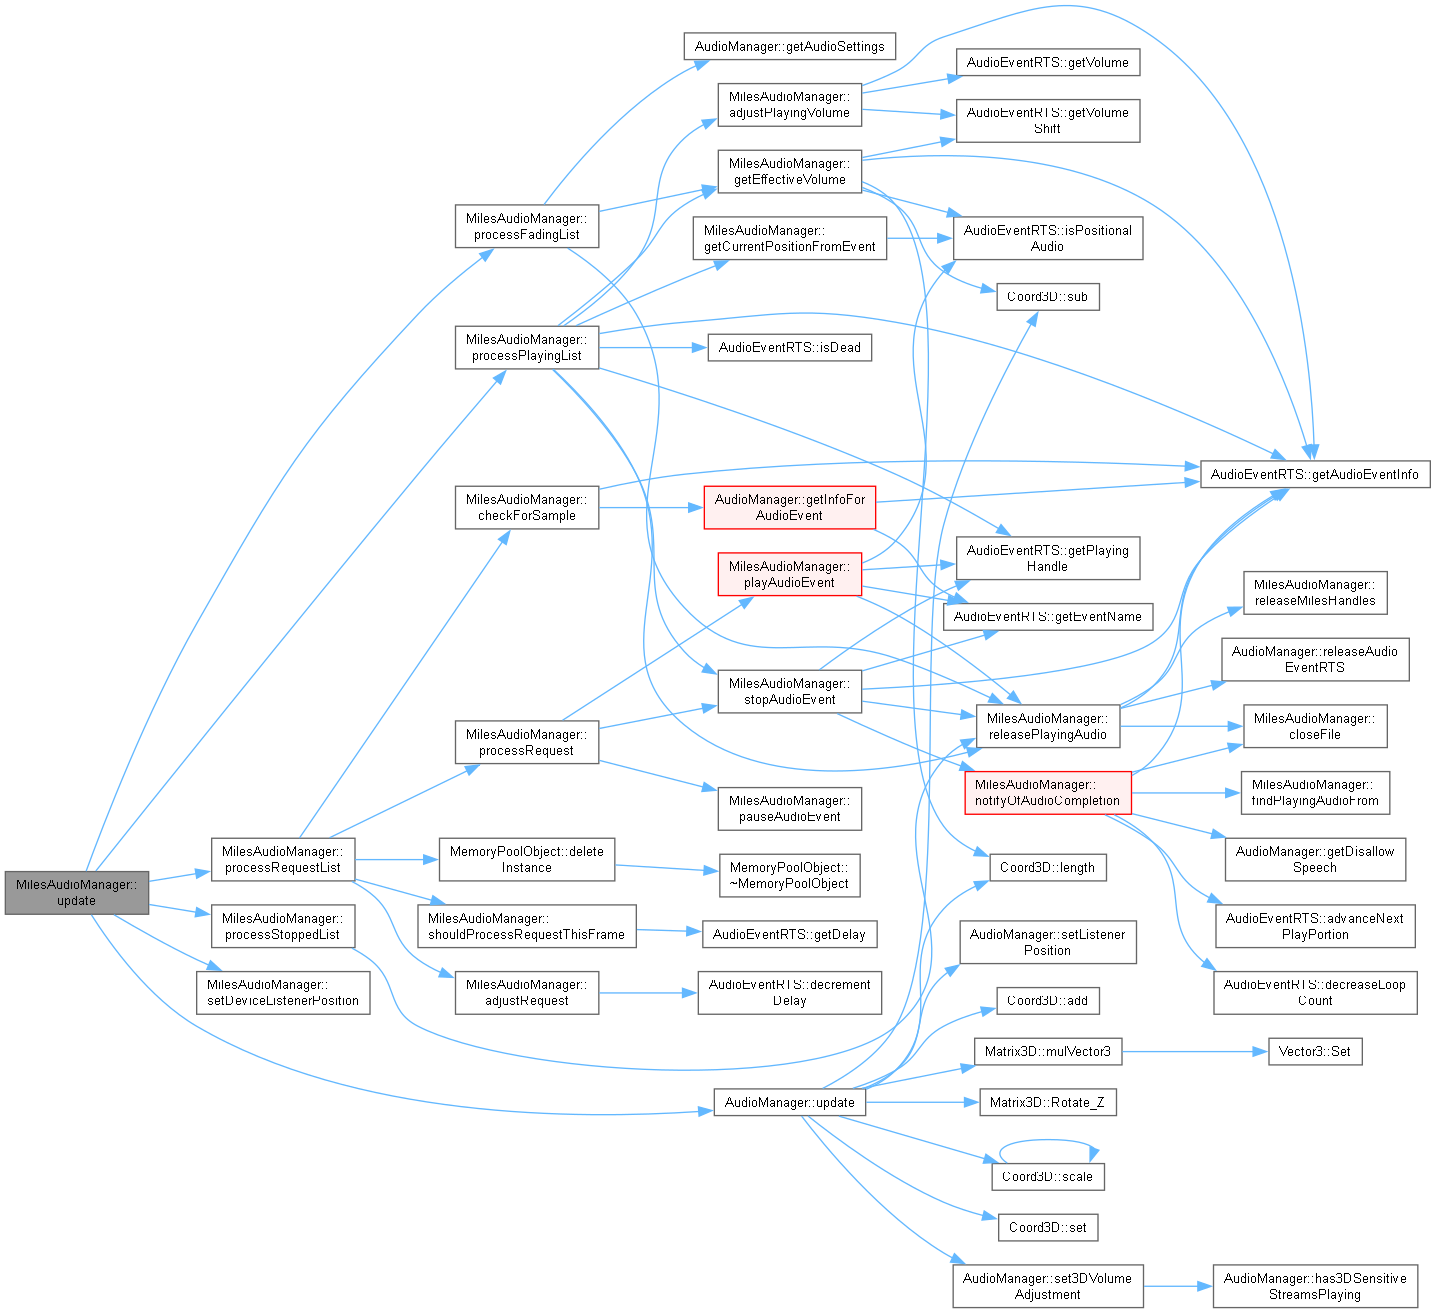 MilesAudioManager::
update
MilesAudioManager::
processFadingList
MilesAudioManager::
processPlayingList
MilesAudioManager::
processRequestList
MilesAudioManager::
processStoppedList
MilesAudioManager::
setDeviceListenerPosition
MilesAudioManager::
checkForSample
MilesAudioManager::
processRequest
MemoryPoolObject::delete
Instance
MilesAudioManager::
shouldProcessRequestThisFrame
MilesAudioManager::
adjustRequest
AudioManager::getAudioSettings
MilesAudioManager::
adjustPlayingVolume
MilesAudioManager::
getEffectiveVolume
MilesAudioManager::
getCurrentPositionFromEvent
AudioEventRTS::isDead
AudioManager::getInfoFor
AudioEvent
MilesAudioManager::
playAudioEvent
MilesAudioManager::
stopAudioEvent
MilesAudioManager::
pauseAudioEvent
MemoryPoolObject::
~MemoryPoolObject
AudioEventRTS::getDelay
AudioEventRTS::decrement
Delay
AudioManager::update
AudioEventRTS::getVolume
AudioEventRTS::getVolume
Shift
AudioEventRTS::isPositional
Audio
Coord3D::sub
AudioEventRTS::getPlaying
Handle
AudioEventRTS::getEventName
MilesAudioManager::
releasePlayingAudio
MilesAudioManager::
notifyOfAudioCompletion
Coord3D::length
AudioManager::setListener
Position
Coord3D::add
Matrix3D::mulVector3
Matrix3D::Rotate_Z
Coord3D::scale
Coord3D::set
AudioManager::set3DVolume
Adjustment
AudioEventRTS::getAudioEventInfo
MilesAudioManager::
releaseMilesHandles
AudioManager::releaseAudio
EventRTS
MilesAudioManager::
closeFile
MilesAudioManager::
findPlayingAudioFrom
AudioManager::getDisallow
Speech
AudioEventRTS::advanceNext
PlayPortion
AudioEventRTS::decreaseLoop
Count
Vector3::Set
AudioManager::has3DSensitive
StreamsPlaying